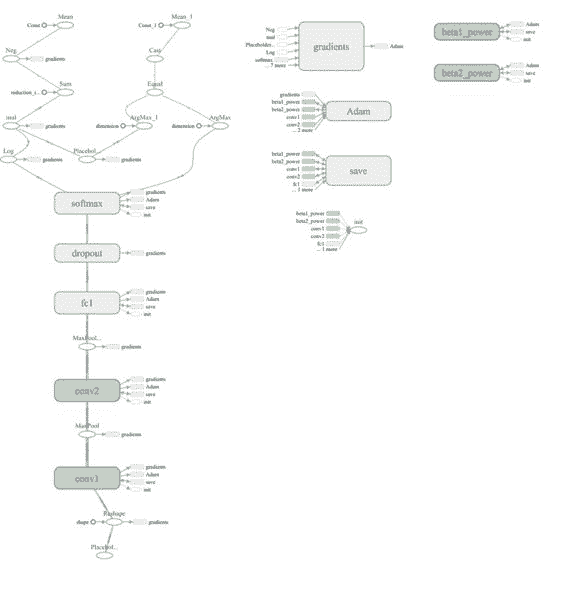 Mean
Const
Neg
gradients
Sum
reduction_i...
mul
gradients
Log
gradients
Placehol...
gradients
Mean_1
Const_1
Cast
Equal
dimension
ArgMax_1
dimension
ArgMax
softmax
gradients
Adam
save
init
dropout
gradients
fc1
gradients
Adam
save
init
MaxPool...
gradients
conv2
gradients
Adam
save
init
MaxPool
gradients
conv1
gradients
Adam
save
init
Reshape
shape
gradients
Placehol...
Neg
mul
Placeholder...
Log
softmax
... 7 more
gradients
Adam
gradients
beta1_power
beta2_power
conv1
conv2
... 2 more
Adam
beta1_power
beta2_power
conv1
conv2
fc1
... 1 more
save
beta1_power
beta2_power
conv1
conv2
fc1
... 1 more
init
beta1_power
Adam
save
init
beta2_power
Adam
save
init